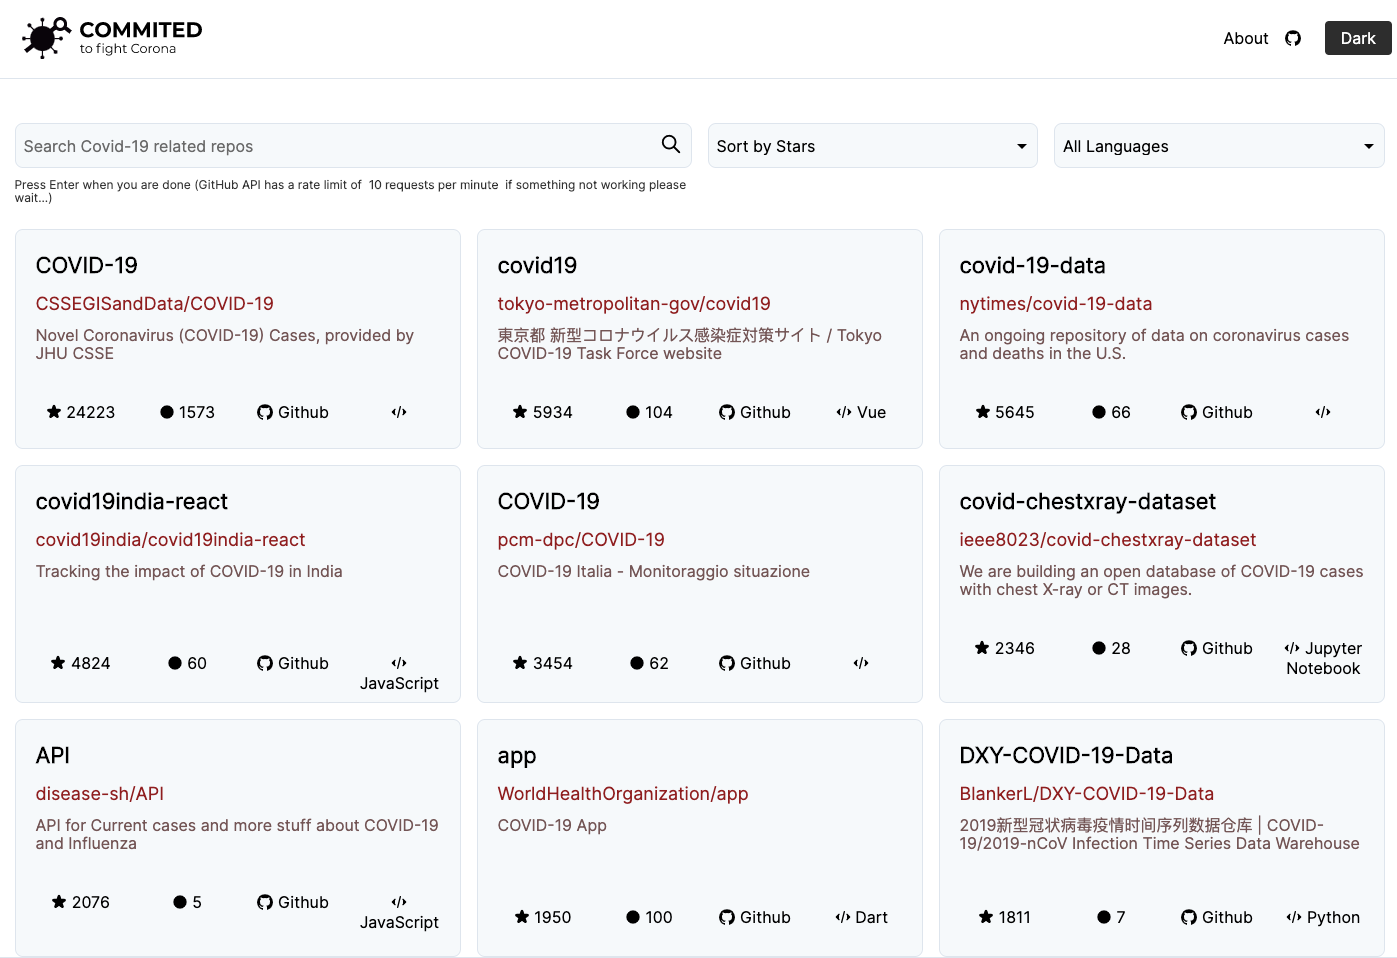 COMMITED
to fight Corona
About
Dark
Search Covid-19 related repos
Sort by Stars
All Languages
Press Enter when you are done (GitHub API has a rate limit of 10 requests per minute if something not working please
wait...)
COVID-19
CSSEGISandData/COVID-19
Novel Coronavirus (COVID-19) Cases, provided by
JHU CSSE
24223
1573
Github
</>
covid19
tokyo-metropolitan-gov/covid19
東京都 新型コロナウイルス感染症対策サイト / Tokyo
COVID-19 Task Force website
5934
104
Github
</> Vue
covid-19-data
nytimes/covid-19-data
An ongoing repository of data on coronavirus cases
and deaths in the U.S.
5645
66
Github
</>
covid19india-react
covid19india/covid19india-react
Tracking the impact of COVID-19 in India
4824
60
Github
</>
JavaScript
COVID-19
pcm-dpc/COVID-19
COVID-19 Italia - Monitoraggio situazione
3454
62
Github
</>
covid-chestxray-dataset
ieee8023/covid-chestxray-dataset
We are building an open database of COVID-19 cases
with chest X-ray or CT images.
2346
28
Github
</> Jupyter
Notebook
API
disease-sh/API
API for Current cases and more stuff about COVID-19
and Influenza
2076
5
Github
</>
JavaScript
app
WorldHealthOrganization/app
COVID-19 App
1950
100
Github
</> Dart
DXY-COVID-19-Data
BlankerL/DXY-COVID-19-Data
2019新型冠状病毒疫情时间序列数据仓库 | COVID-
19/2019-nCoV Infection Time Series Data Warehouse
1811
7
Github
</> Python